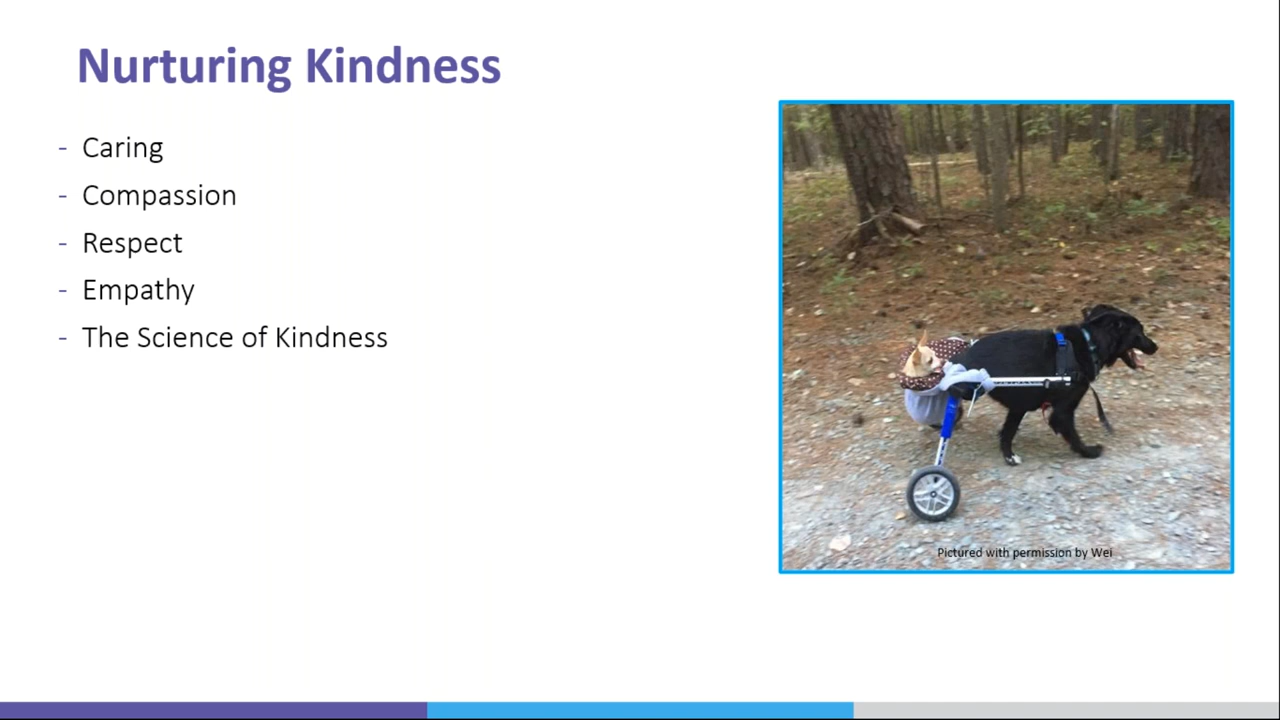 Nurturing Kindness
- Caring
- Compassion
- Respect
- Empathy
- The Science of Kindness
Pictured with permission by Wei